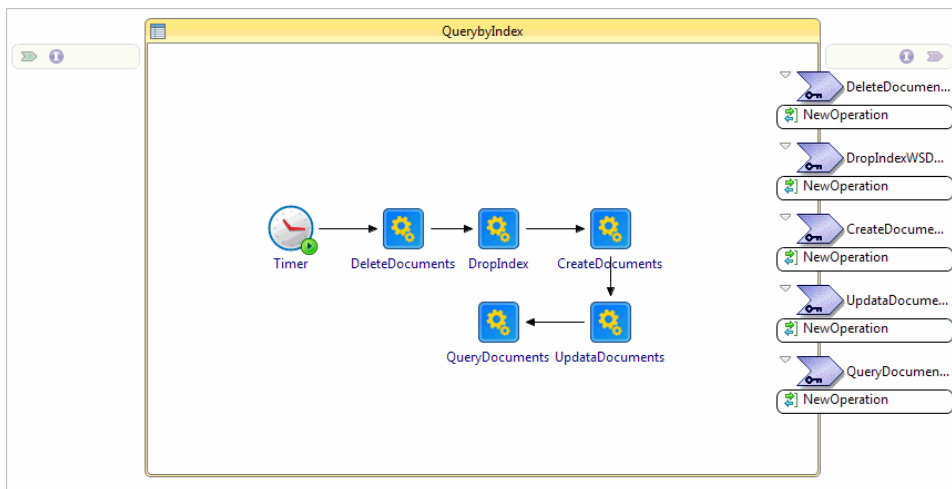 QuerybyIndex
DeleteDocumen...
NewOperation
DropIndexWSD...
NewOperation
CreateDocume...
NewOperation
Timer
DeleteDocuments
DropIndex
CreateDocuments
UpdataDocume...
NewOperation
QueryDocuments
UpdataDocuments
QueryDocumen...
NewOperation